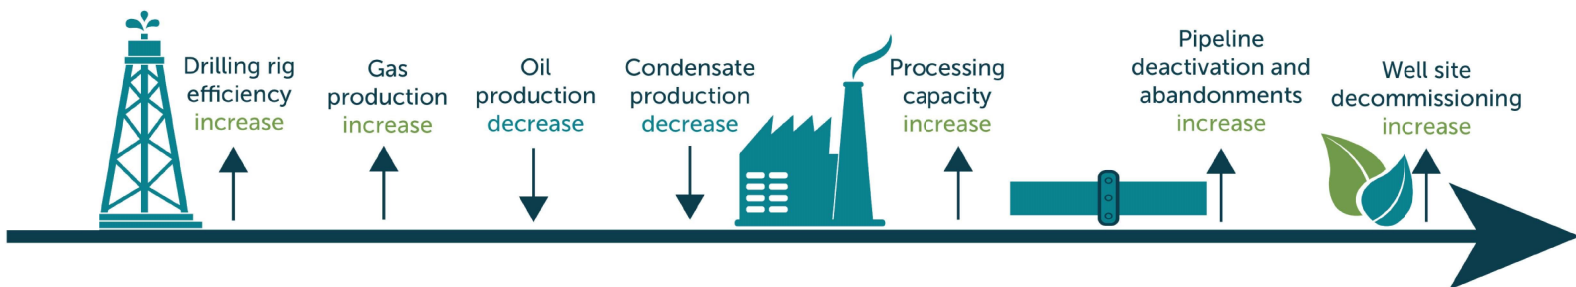 Drilling rig
efficiency
increase
Gas
production
increase
Oil
production
decrease
Condensate
production
decrease
Processing
capacity
increase
Pipeline
deactivation and
abandonments
increase
Well site
decommissioning
increase